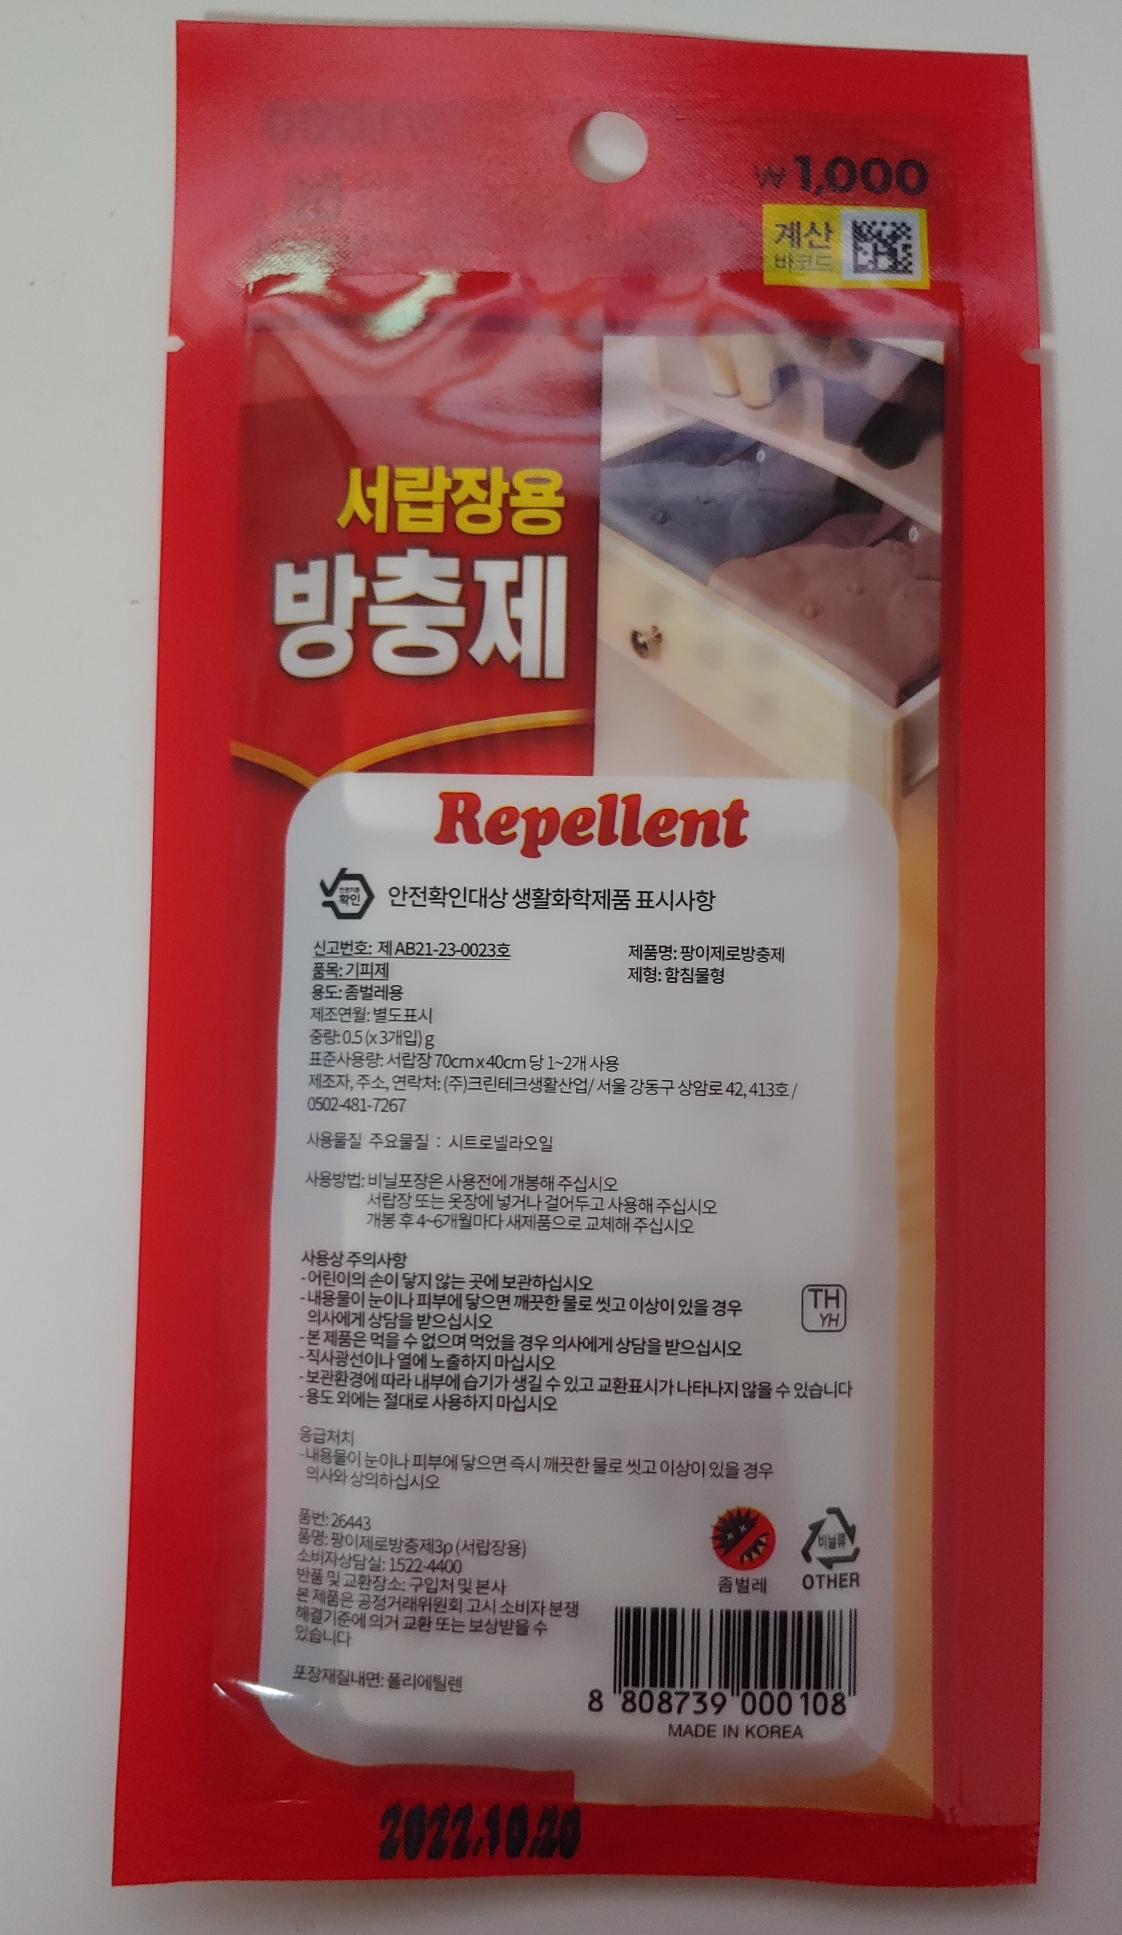 ₩1,000
계산
바코드
서랍장용
방충제
Repellent
확인
안전확인대상 생활화학제품 표시사항
신고번호: 제 AB21-23-0023호
제품명: 팡이제로방충제
품목: 기피제
제형: 함침물형
용도: 좀벌레용
제조연월: 별도표시
중량: 0.5 (x 3개입) g
표준사용량: 서랍장 70cm x 40cm 당 1~2개 사용
제조자, 주소, 연락처: (주)크린테크생활산업/ 서울 강동구 상암로 42, 413호 /
0502-481-7267
사용물질 주요물질 : 시트로넬라오일
사용방법: 비닐포장은 사용전에 개봉해 주십시오
서랍장 또는 옷장에 넣거나 걸어두고 사용해 주십시오
개봉 후 4~6개월마다 새제품으로 교체해 주십시오
사용상 주의사항
- 어린이의 손이 닿지 않는 곳에 보관하십시오
- 내용물이 눈이나 피부에 닿으면 깨끗한 물로 씻고 이상이 있을 경우
의사에게 상담을 받으십시오
- 본 제품은 먹을 수 없으며 먹었을 경우 의사에게 상담을 받으십시오
- 직사광선이나 열에 노출하지 마십시오
- 보관환경에 따라 내부에 습기가 생길 수 있고 교환표시가 나타나지 않을 수 있습니다
- 용도 외에는 절대로 사용하지 마십시오
TH
YH
응급처치
- 내용물이 눈이나 피부에 닿으면 즉시 깨끗한 물로 씻고 이상이 있을 경우
의사와 상의하십시오
품번: 26443
품명: 팡이제로방충제3p (서랍장용)
소비자상담실: 1522-4400
반품 및 교환장소: 구입처 및 본사
본 제품은 공정거래위원회 고시 소비자 분쟁
해결기준에 의거 교환 또는 보상받을 수
있습니다
포장재질내면: 폴리에틸렌
좀벌레
비닐류
OTHER
8 808739 000108
MADE IN KOREA
2022.10.20